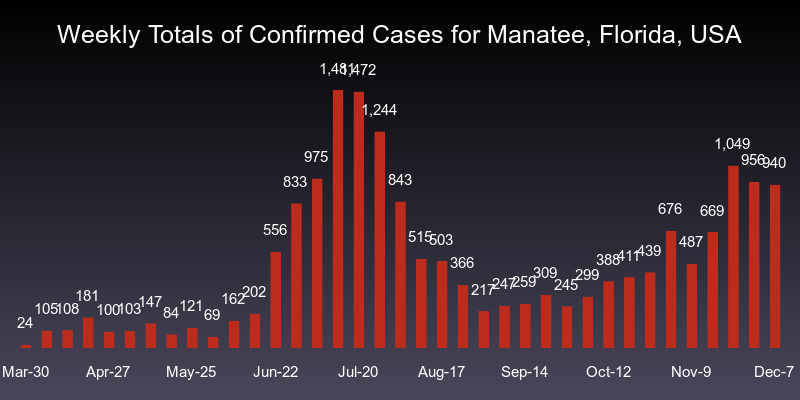 Weekly Totals of Confirmed Cases for Manatee, Florida, USA
24 105 108 181 100 103 147 84 121 69 162 202 556 833 975 1,481 1,472 1,244 843 515 503 366 217 247 259 309 245 299 388 411 439 676 487 669 1,049 956 940
Mar-30 Apr-27 May-25 Jun-22 Jul-20 Aug-17 Sep-14 Oct-12 Nov-9 Dec-7